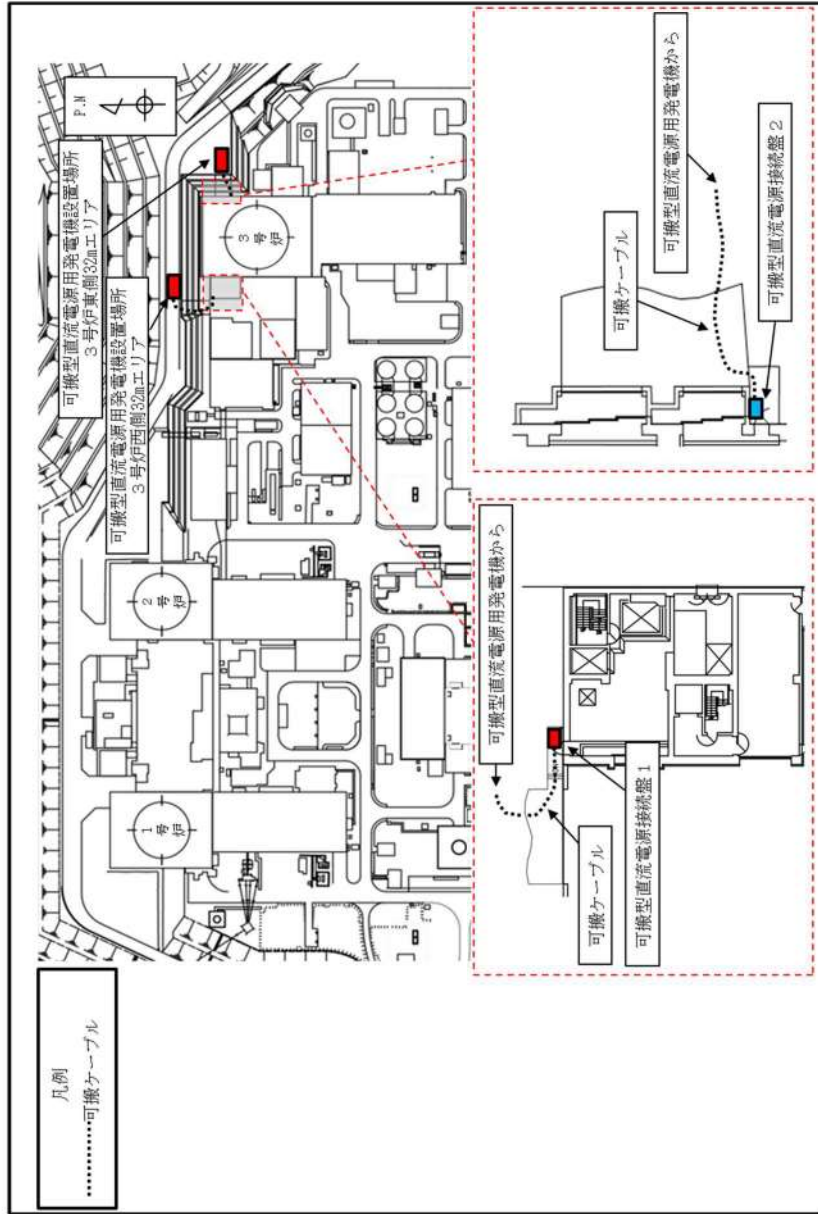 凡例
可搬ケーブル
可搬型直流電源用発電機設置場所
3号炉東側32mエリア
可搬型直流電源用発電機設置場所
3号炉西側32mエリア
P.N
1号炉
2号炉
3号炉
可搬型直流電源用発電機から
可搬ケーブル
可搬型直流電源接続盤1
可搬型直流電源用発電機から
可搬ケーブル
可搬型直流電源接続盤2